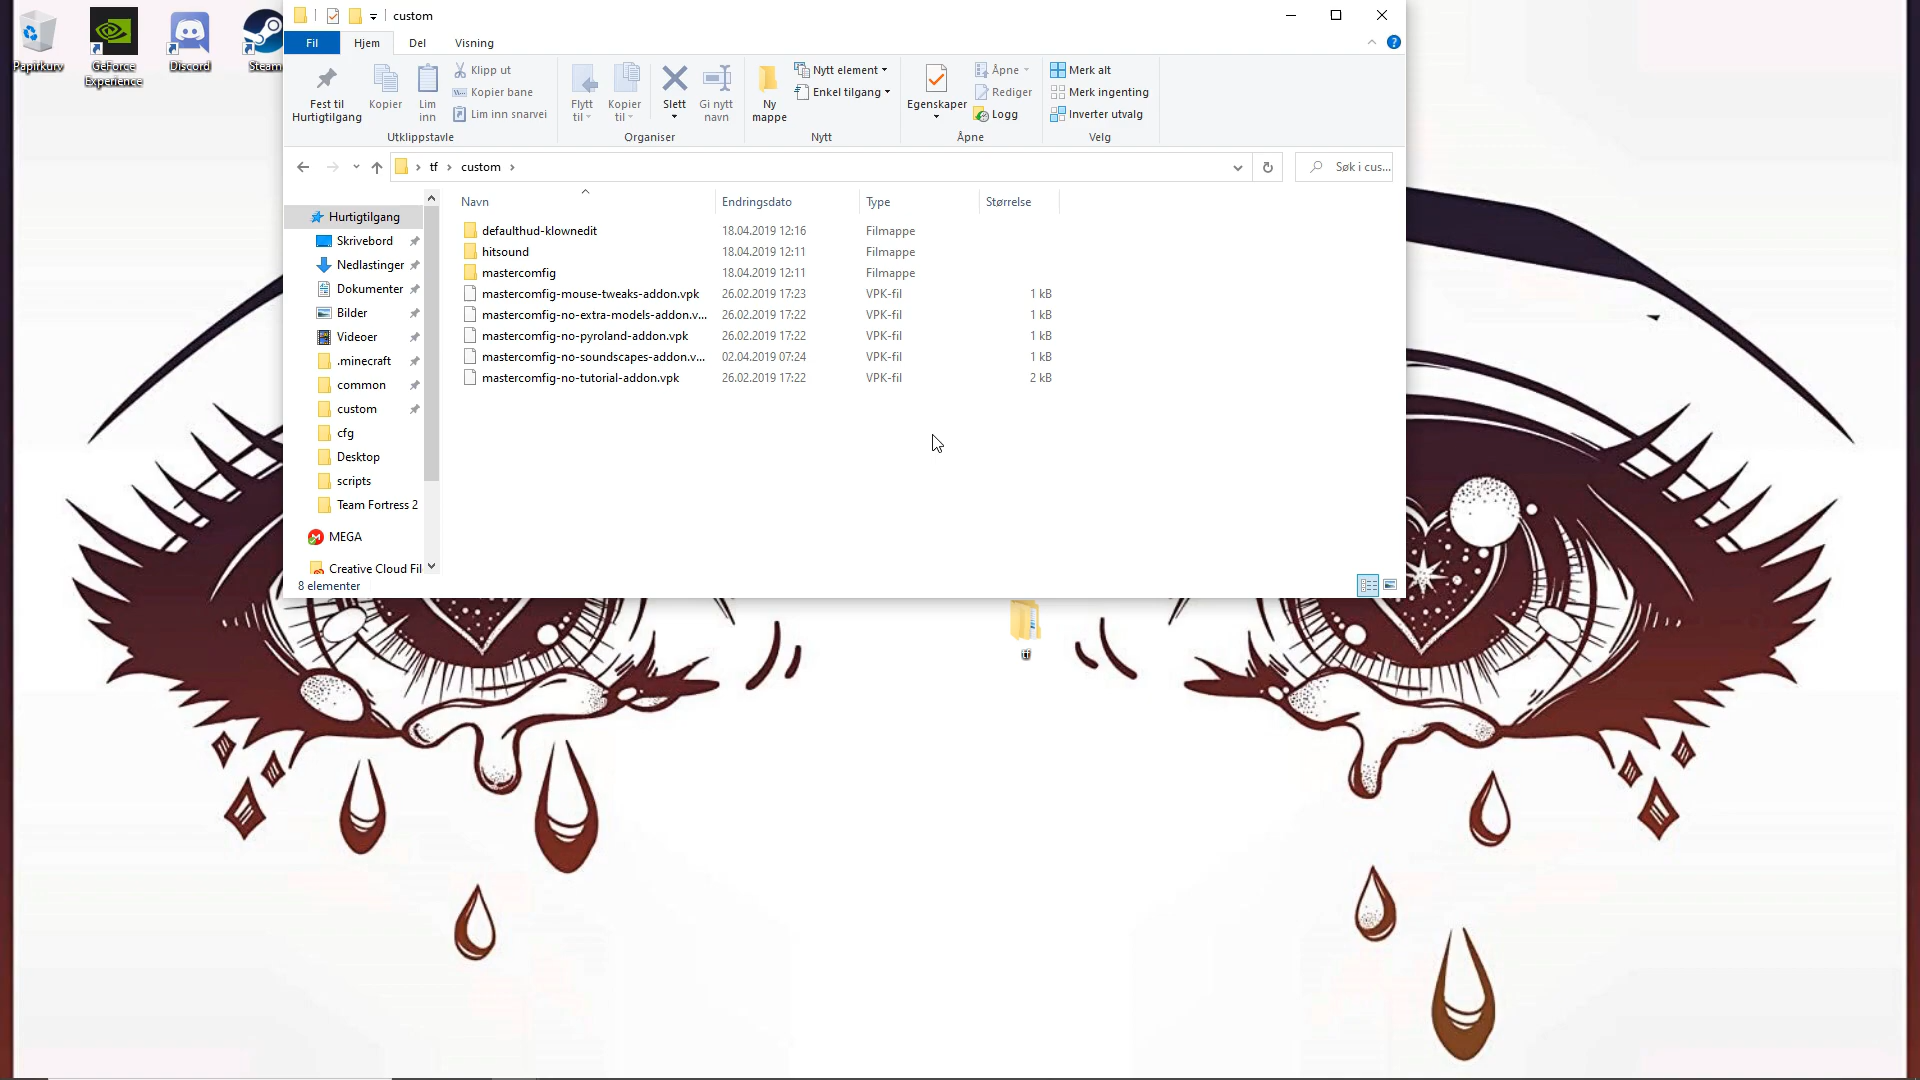 custom
Papirkurv
GeForce
Experience
Discord
Steam
Fil
Hjem
Del
Visning
Fest til
Hurtigtilgang
Kopier
Lim
inn
Klipp ut
Kopier bane
Lim inn snarvei
Utklippstavle
Flytt
til
Kopier
til
Slett
Gi nytt
navn
Organiser
Ny
mappe
Nytt element
Enkel tilgang
Nytt
Egenskaper
Åpne
Rediger
Logg
Åpne
Merk alt
Merk ingenting
Inverter utvalg
Velg
tf
custom
Søk i cus...
Navn
Endringsdato
Type
Størrelse
defaulthud-klownedit 18.04.2019 12:16 Filmappe
hitsound 18.04.2019 12:11 Filmappe
mastercomfig 18.04.2019 12:11 Filmappe
mastercomfig-mouse-tweaks-addon.vpk 26.02.2019 17:23 VPK-fil 1 kB
mastercomfig-no-extra-models-addon.v... 26.02.2019 17:22 VPK-fil 1 kB
mastercomfig-no-pyroland-addon.vpk 26.02.2019 17:22 VPK-fil 1 kB
mastercomfig-no-soundscapes-addon.v... 02.04.2019 07:24 VPK-fil 1 kB
mastercomfig-no-tutorial-addon.vpk 26.02.2019 17:22 VPK-fil 2 kB
Hurtigtilgang
Skrivebord
Nedlastinger
Dokumenter
Bilder
Videoer
.minecraft
common
custom
cfg
Desktop
scripts
Team Fortress 2
MEGA
Creative Cloud Fil
8 elementer
tf